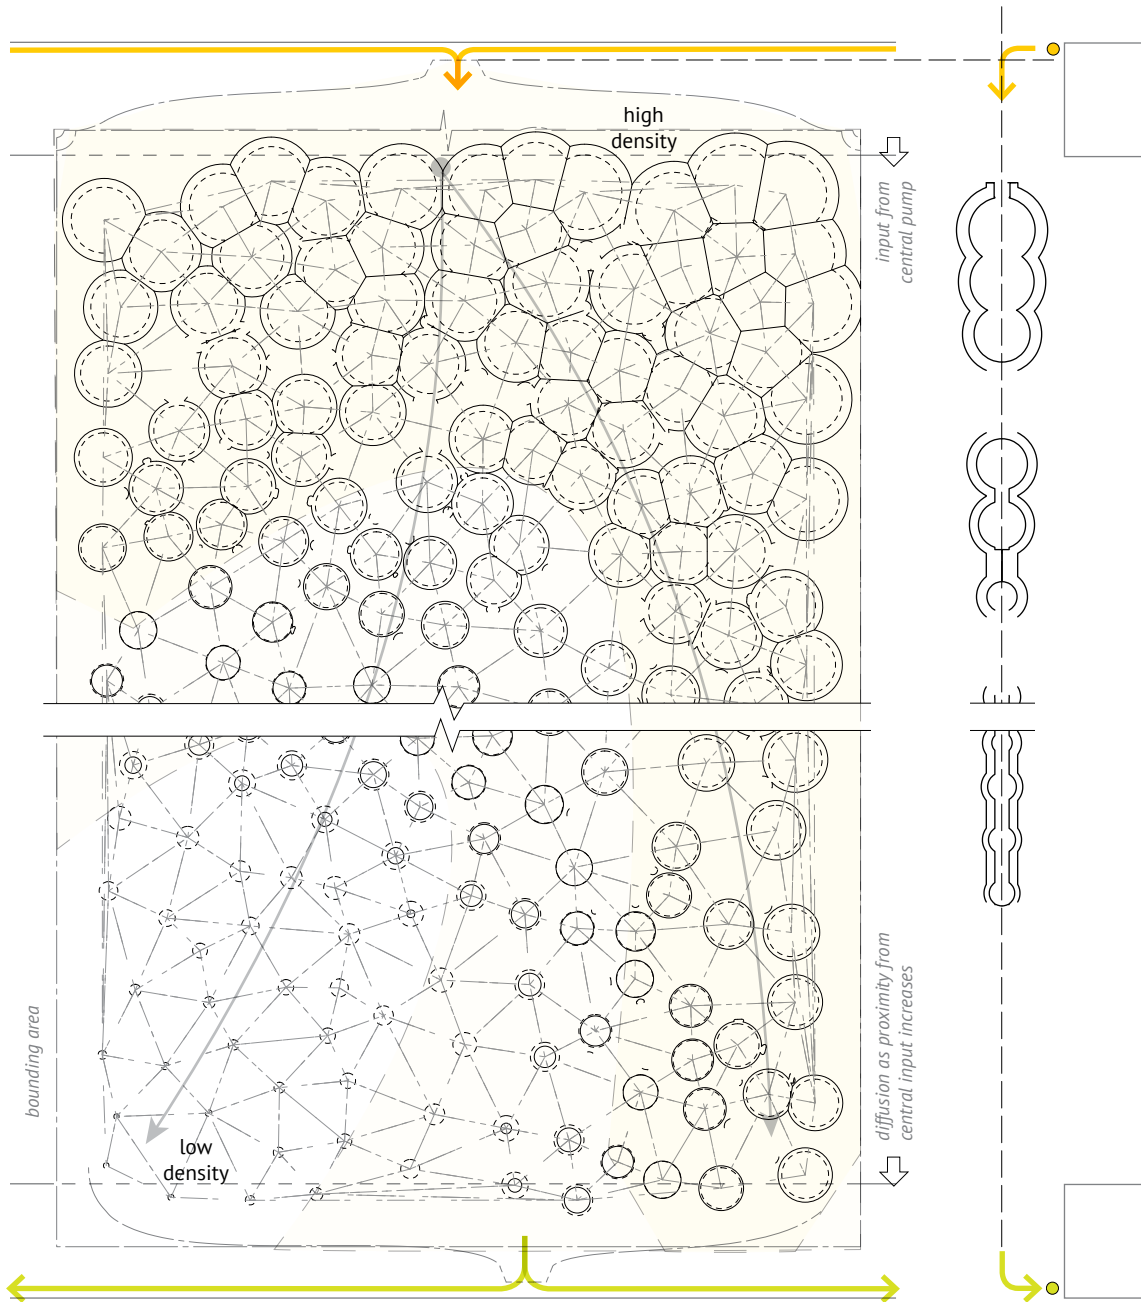 high
density
input from
central pump
bounding area
diffusion as proximity from
central input increases
low
density